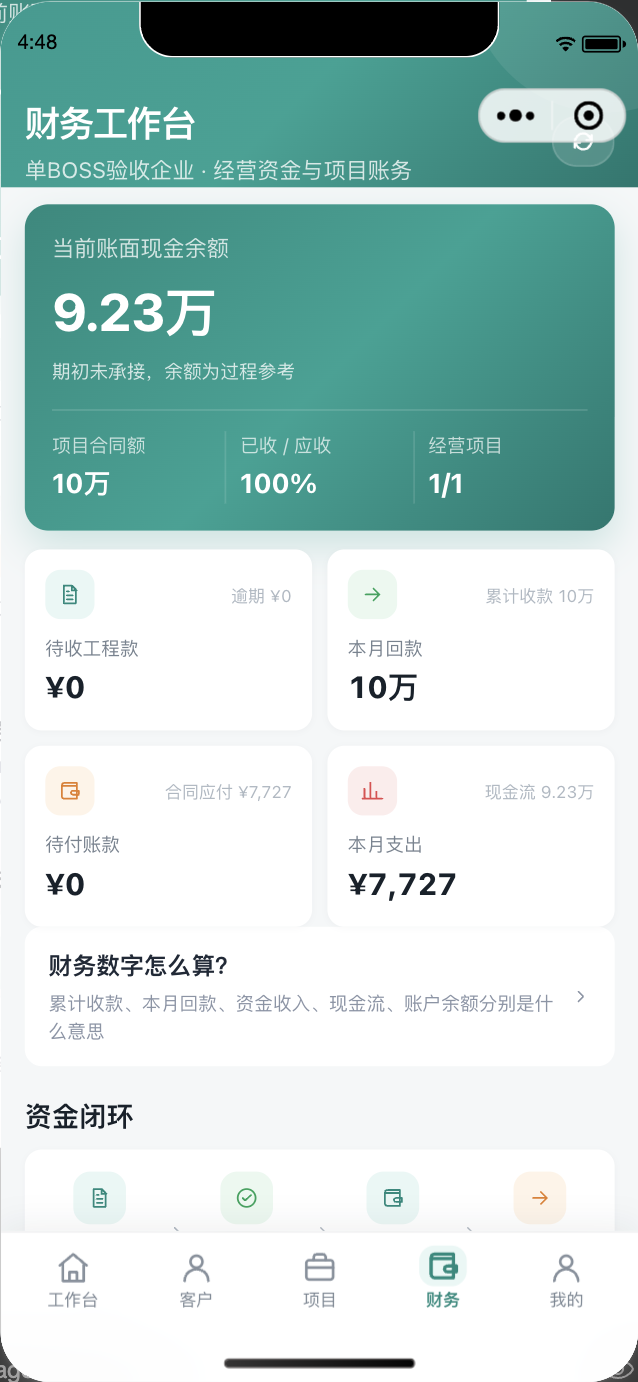 4:48
财务工作台
单BOSS验收企业 · 经营资金与项目账务
当前账面现金余额
9.23万
期初未承接，余额为过程参考
项目合同额
已收 / 应收
经营项目
10万
100%
1/1
逾期 ¥0
待收工程款
¥0
累计收款 10万
本月回款
10万
合同应付 ¥7,727
待付账款
¥0
现金流 9.23万
本月支出
¥7,727
财务数字怎么算?
累计收款、本月回款、资金收入、现金流、账户余额分别是什
么意思
资金闭环
工作台
客户
项目
财务
我的